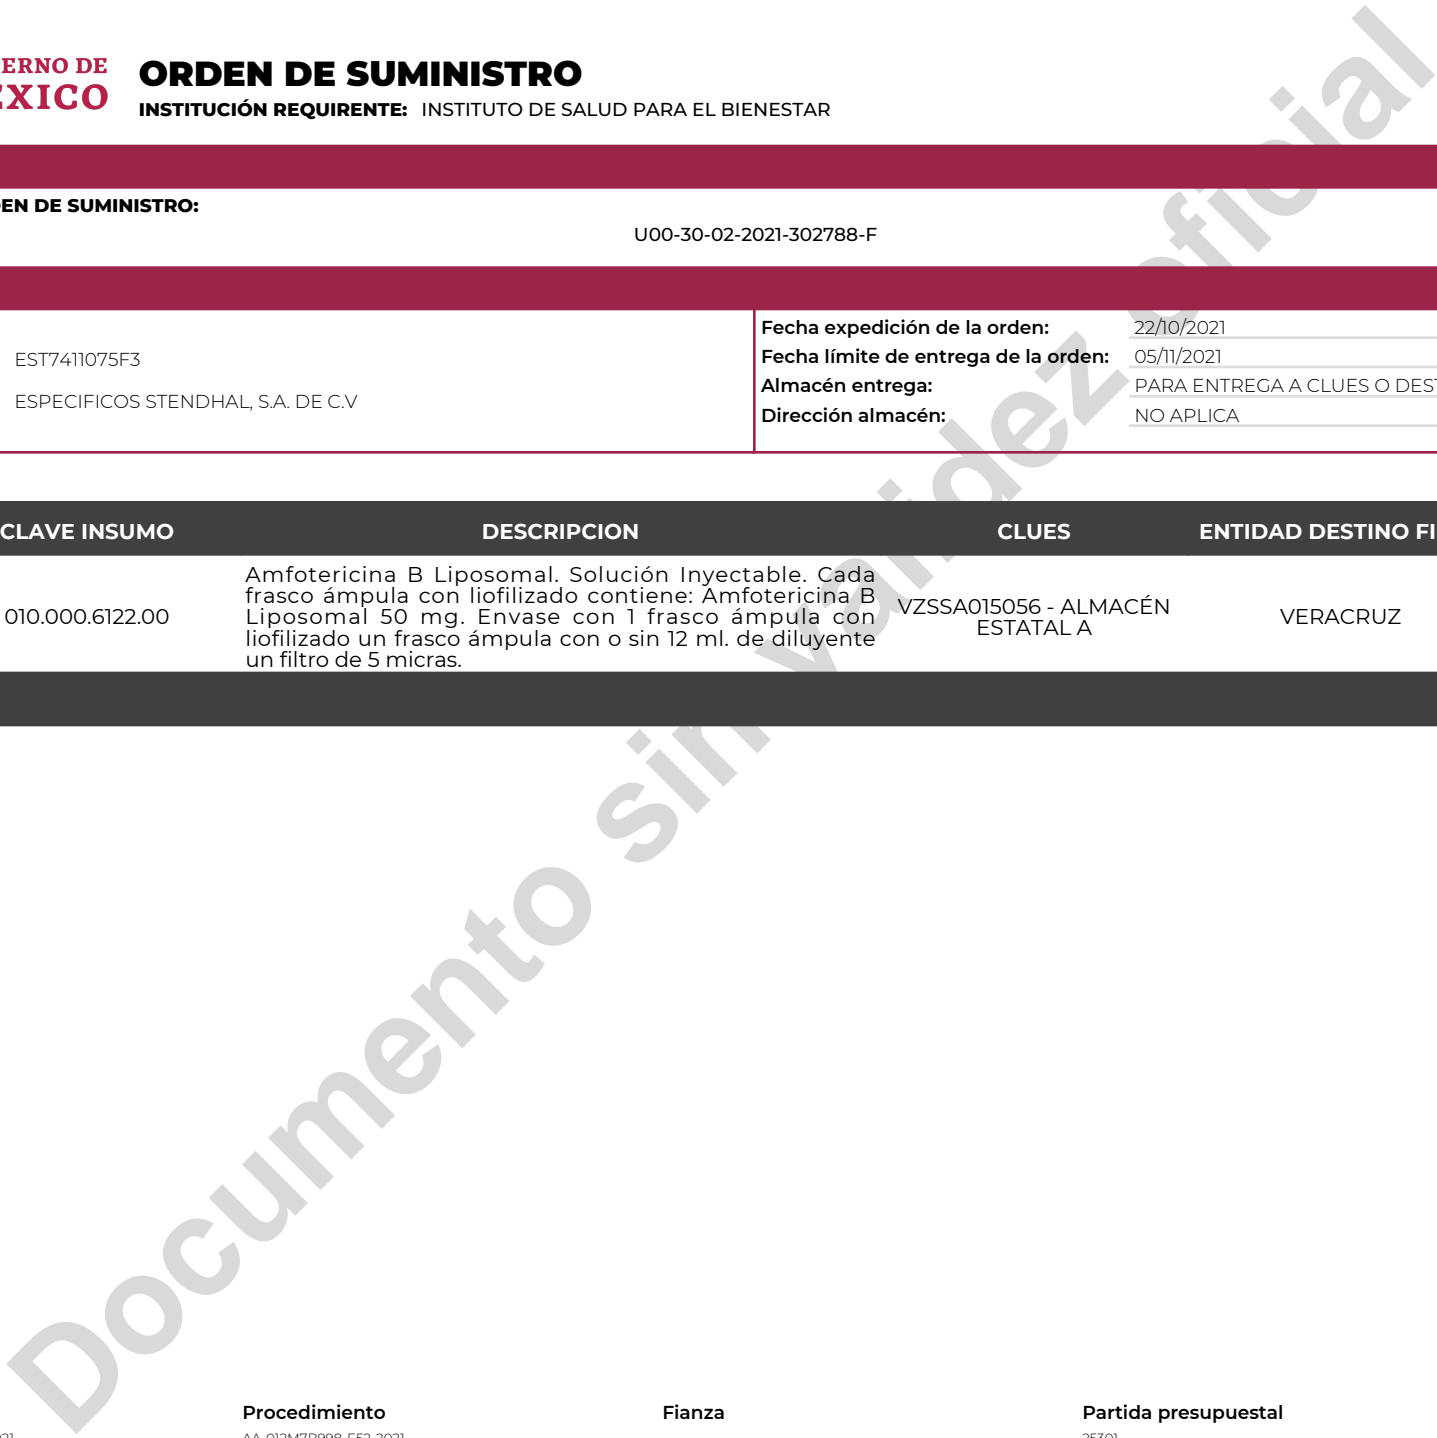 ERNO DE
ORDEN DE SUMINISTRO
INSTITUCIÓN REQUIRENTE: INSTITUTO DE SALUD PARA EL BIENESTAR
EN DE SUMINISTRO:
U00-30-02-2021-302788-F
EST7411075F3
ESPECIFICOS STENDHAL, S.A. DE C.V
Fecha expedición de la orden: 22/10/2021
Fecha límite de entrega de la orden: 05/11/2021
Almacén entrega: PARA ENTREGA A CLUES O DEST
Dirección almacén: NO APLICA
CLAVE INSUMO DESCRIPCION CLUES ENTIDAD DESTINO FI
010.000.6122.00
Amfotericina B Liposomal. Solución Inyectable. Cada
frasco ámpula con liofilizado contiene: Amfotericina B
Liposomal 50 mg. Envase con 1 frasco ámpula con
liofilizado un frasco ámpula con o sin 12 ml. de diluyente
un filtro de 5 micras.
VZSSA015056 - ALMACÉN
ESTATAL A
VERACRUZ
Documento sin validez oficial
Procedimiento Fianza Partida presupuestal